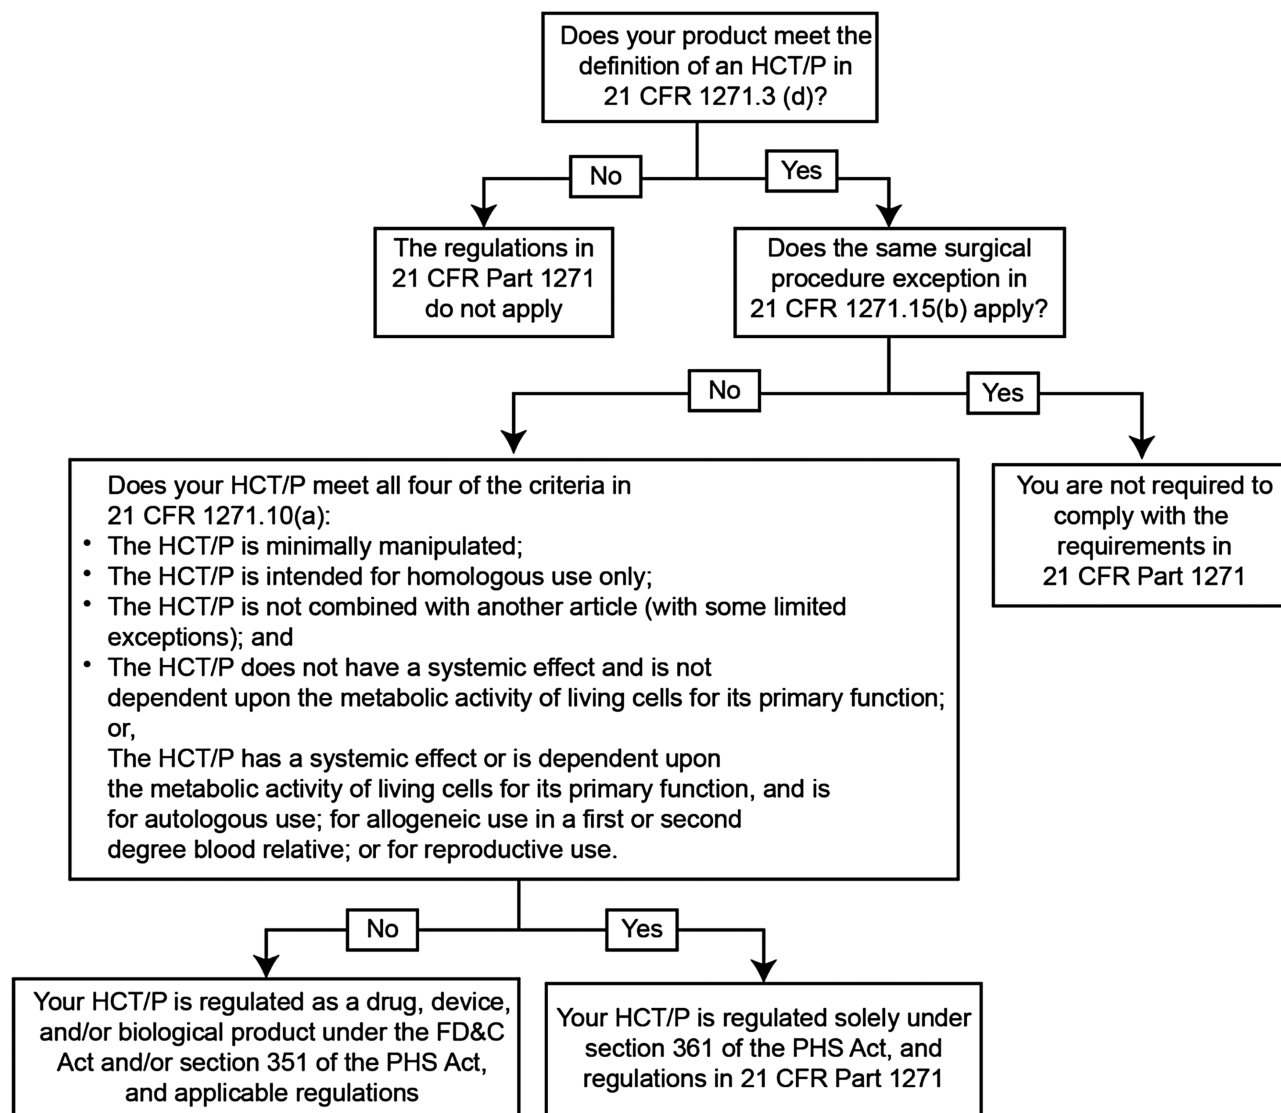 Does your product meet the
definition of an HCT/P in
21 CFR 1271.3 (d)?
No
Yes
The regulations in
21 CFR Part 1271
do not apply
Does the same surgical
procedure exception in
21 CFR 1271.15(b) apply?
No
Yes
Does your HCT/P meet all four of the criteria in
21 CFR 1271.10(a):
• The HCT/P is minimally manipulated;
• The HCT/P is intended for homologous use only;
• The HCT/P is not combined with another article (with some limited
exceptions); and
• The HCT/P does not have a systemic effect and is not
dependent upon the metabolic activity of living cells for its primary function;
or,
The HCT/P has a systemic effect or is dependent upon
the metabolic activity of living cells for its primary function, and is
for autologous use; for allogeneic use in a first or second
degree blood relative; or for reproductive use.
You are not required to
comply with the
requirements in
21 CFR Part 1271
No
Yes
Your HCT/P is regulated as a drug, device,
and/or biological product under the FD&C
Act and/or section 351 of the PHS Act,
and applicable regulations
Your HCT/P is regulated solely under
section 361 of the PHS Act, and
regulations in 21 CFR Part 1271